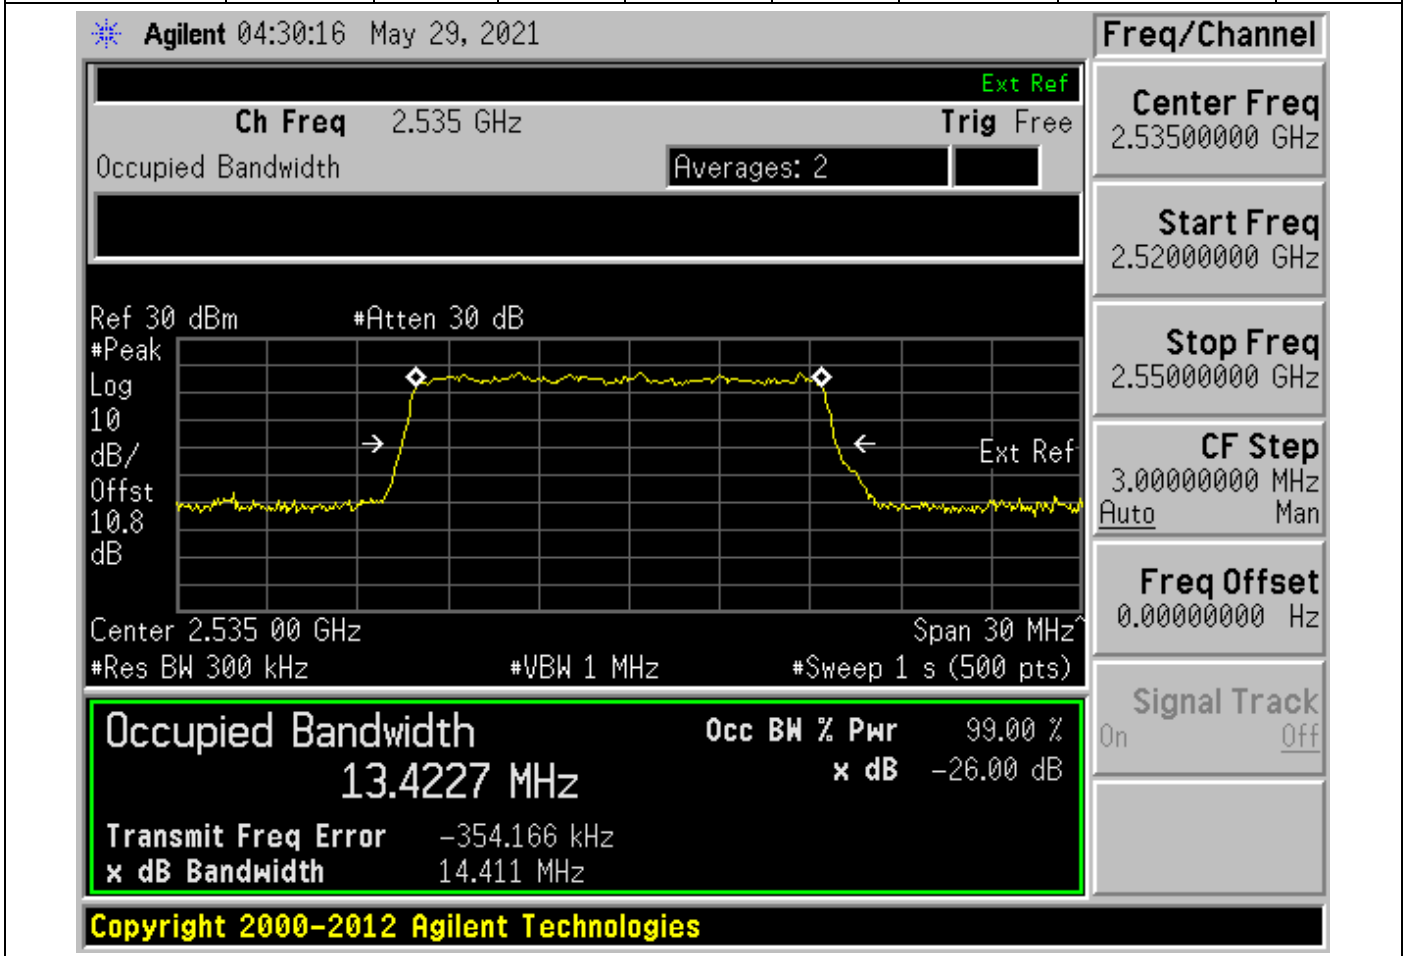 Agilent 04:30:16 May 29, 2021
Freq/Channel
Ext Ref
Ch Freq 2.535 GHz Trig Free
Occupied Bandwidth Averages: 2
Ref 30 dBm #Atten 30 dB
#Peak
Log
10
dB/
Offst
10.8
dB
Ext Ref
Center 2.535 00 GHz Span 30 MHz^
#Res BW 300 kHz #VBW 1 MHz #Sweep 1 s (500 pts)
Occupied Bandwidth Occ BW % Pwr 99.00 %
13.4227 MHz x dB -26.00 dB
Transmit Freq Error -354.166 kHz
x dB Bandwidth 14.411 MHz
Center Freq
2.53500000 GHz
Start Freq
2.52000000 GHz
Stop Freq
2.55000000 GHz
CF Step
3.00000000 MHz
Auto Man
Freq Offset
0.00000000 Hz
Signal Track
On Off
Copyright 2000-2012 Agilent Technologies